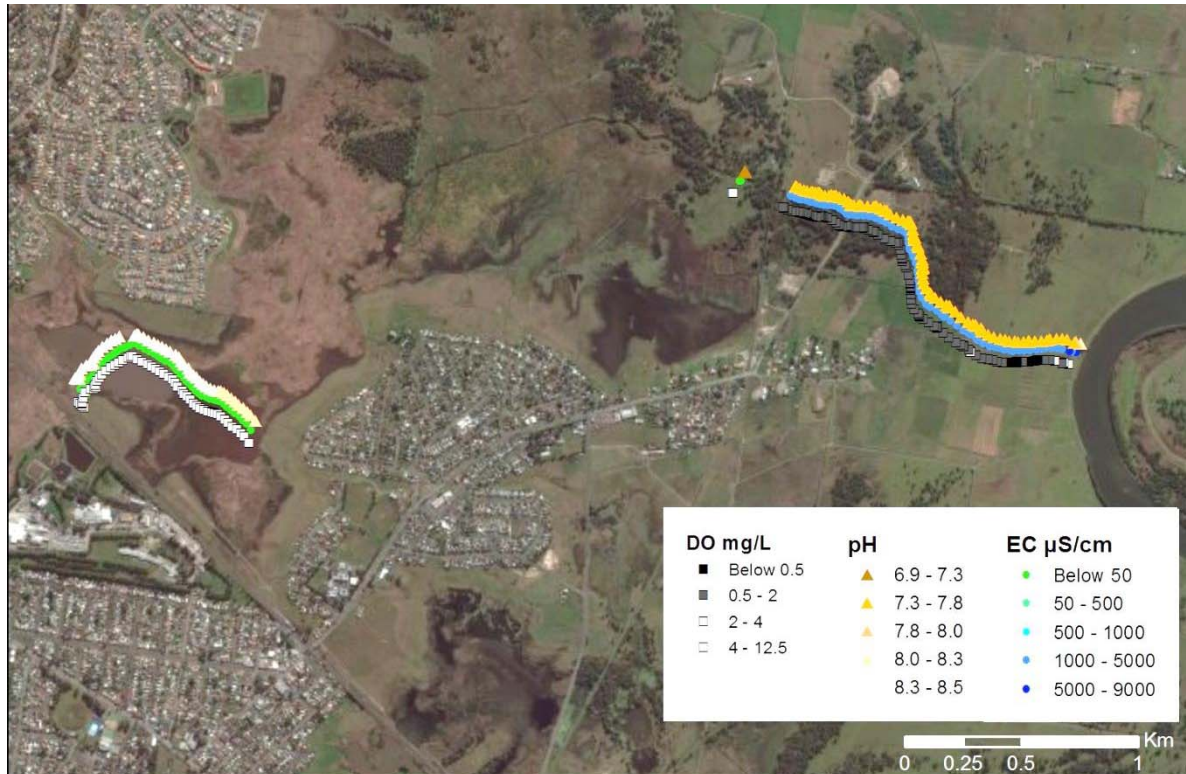 DO mg/L
Below 0.5
0.5 - 2
2 - 4
4 - 12.5
pH
6.9 - 7.3
7.3 - 7.8
7.8 - 8.0
8.0 - 8.3
8.3 - 8.5
EC µS/cm
Below 50
50 - 500
500 - 1000
1000 - 5000
5000 - 9000
Km
0 0.25 0.5 1